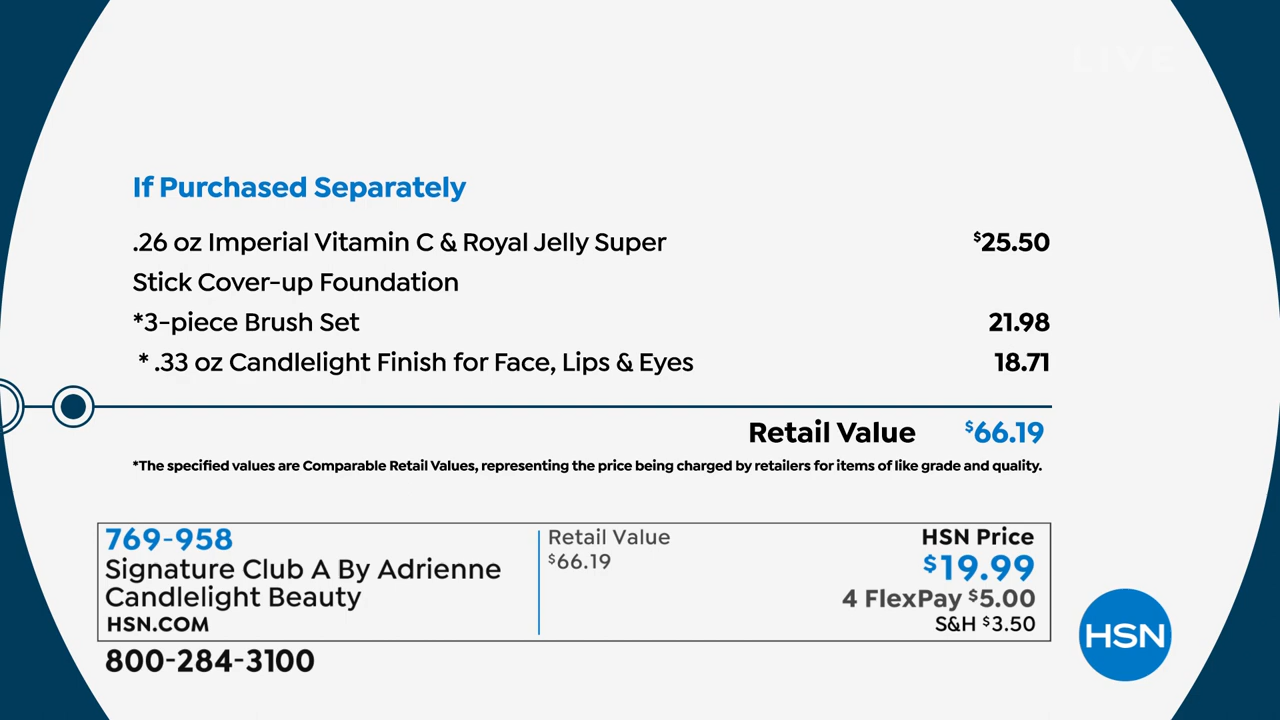 LIVE
If Purchased Separately
.26 oz Imperial Vitamin C & Royal Jelly Super $25.50
Stick Cover-up Foundation
*3-piece Brush Set 21.98
* .33 oz Candlelight Finish for Face, Lips & Eyes 18.71
Retail Value $66.19
*The specified values are Comparable Retail Values, representing the price being charged by retailers for items of like grade and quality.
769-958
Signature Club A By Adrienne
Candlelight Beauty
HSN.COM
Retail Value
$66.19
HSN Price
$19.99
4 FlexPay $5.00
S&H $3.50
800-284-3100
HSN